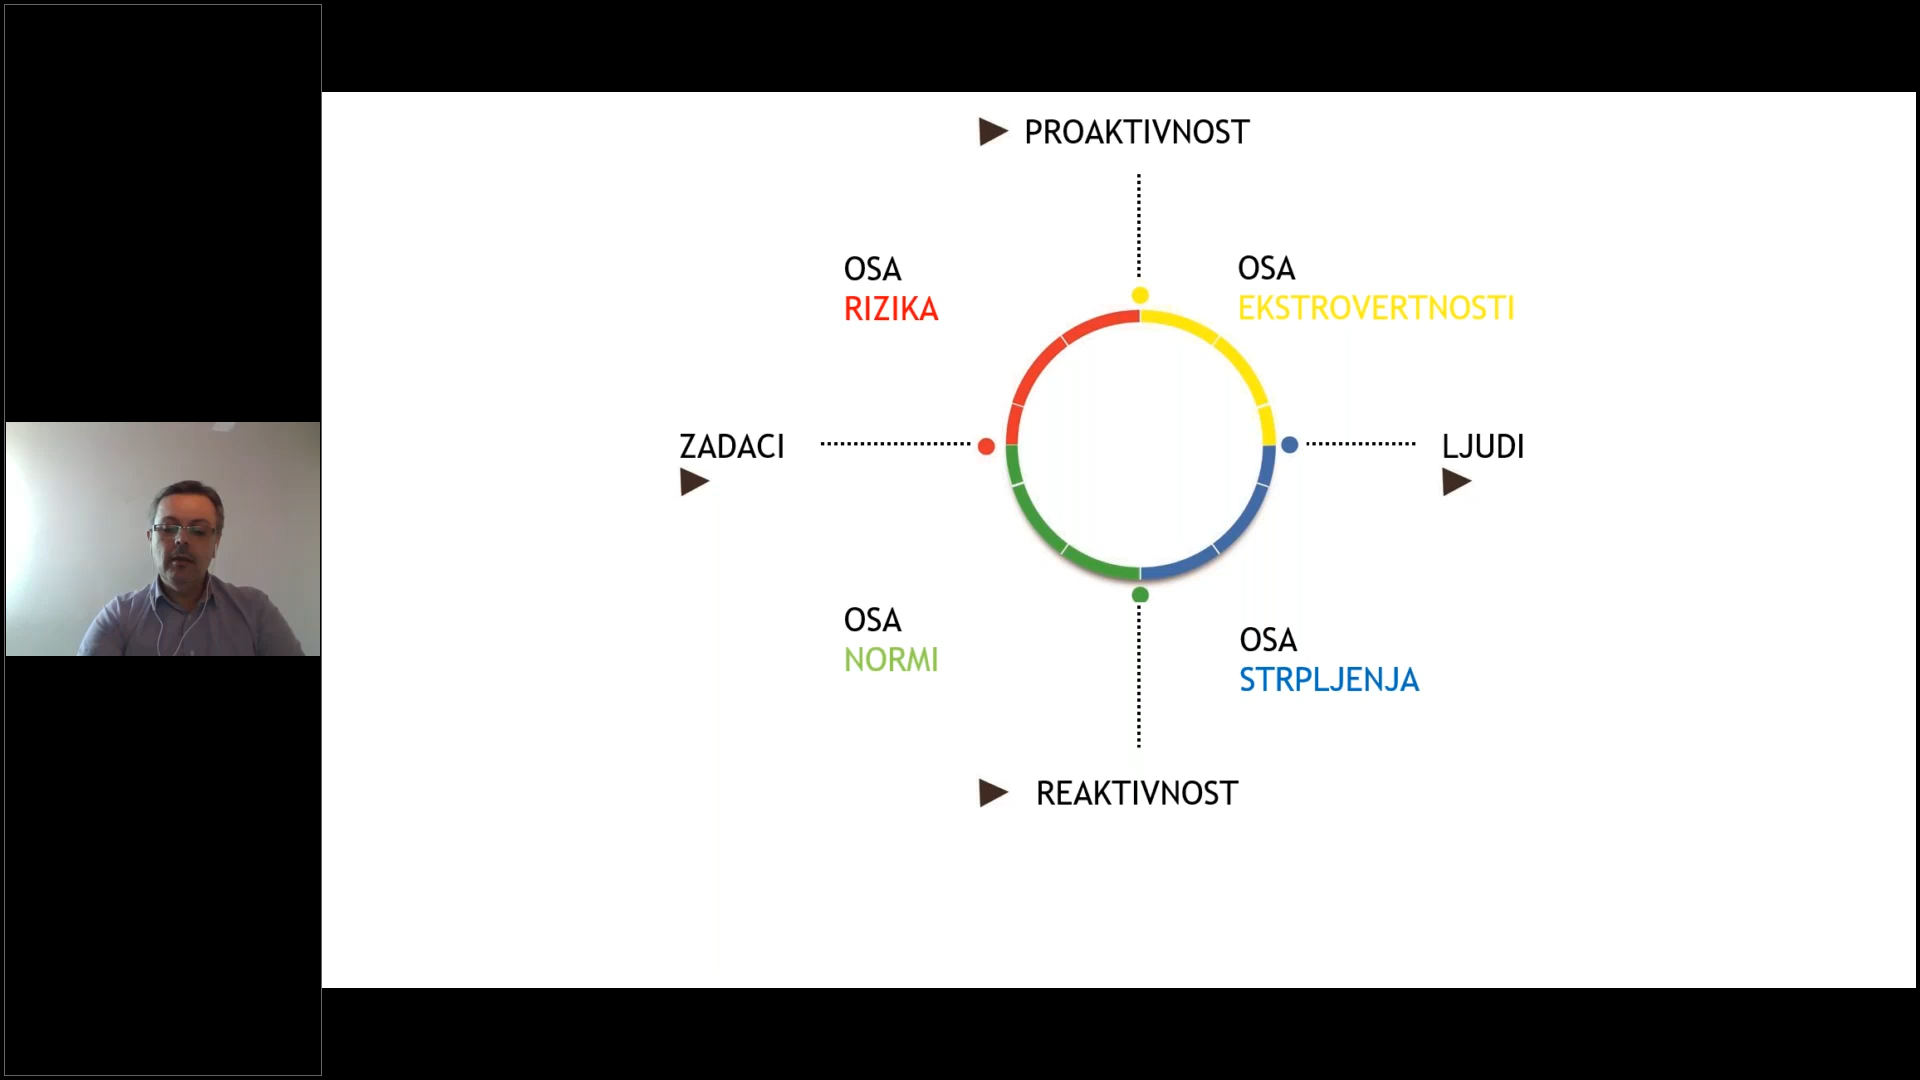 PROAKTIVNOST
OSA
RIZIKA
OSA
EKSTROVERTNOSTI
ZADACI
LJUDI
OSA
NORMI
OSA
STRPLJENJA
REAKTIVNOST